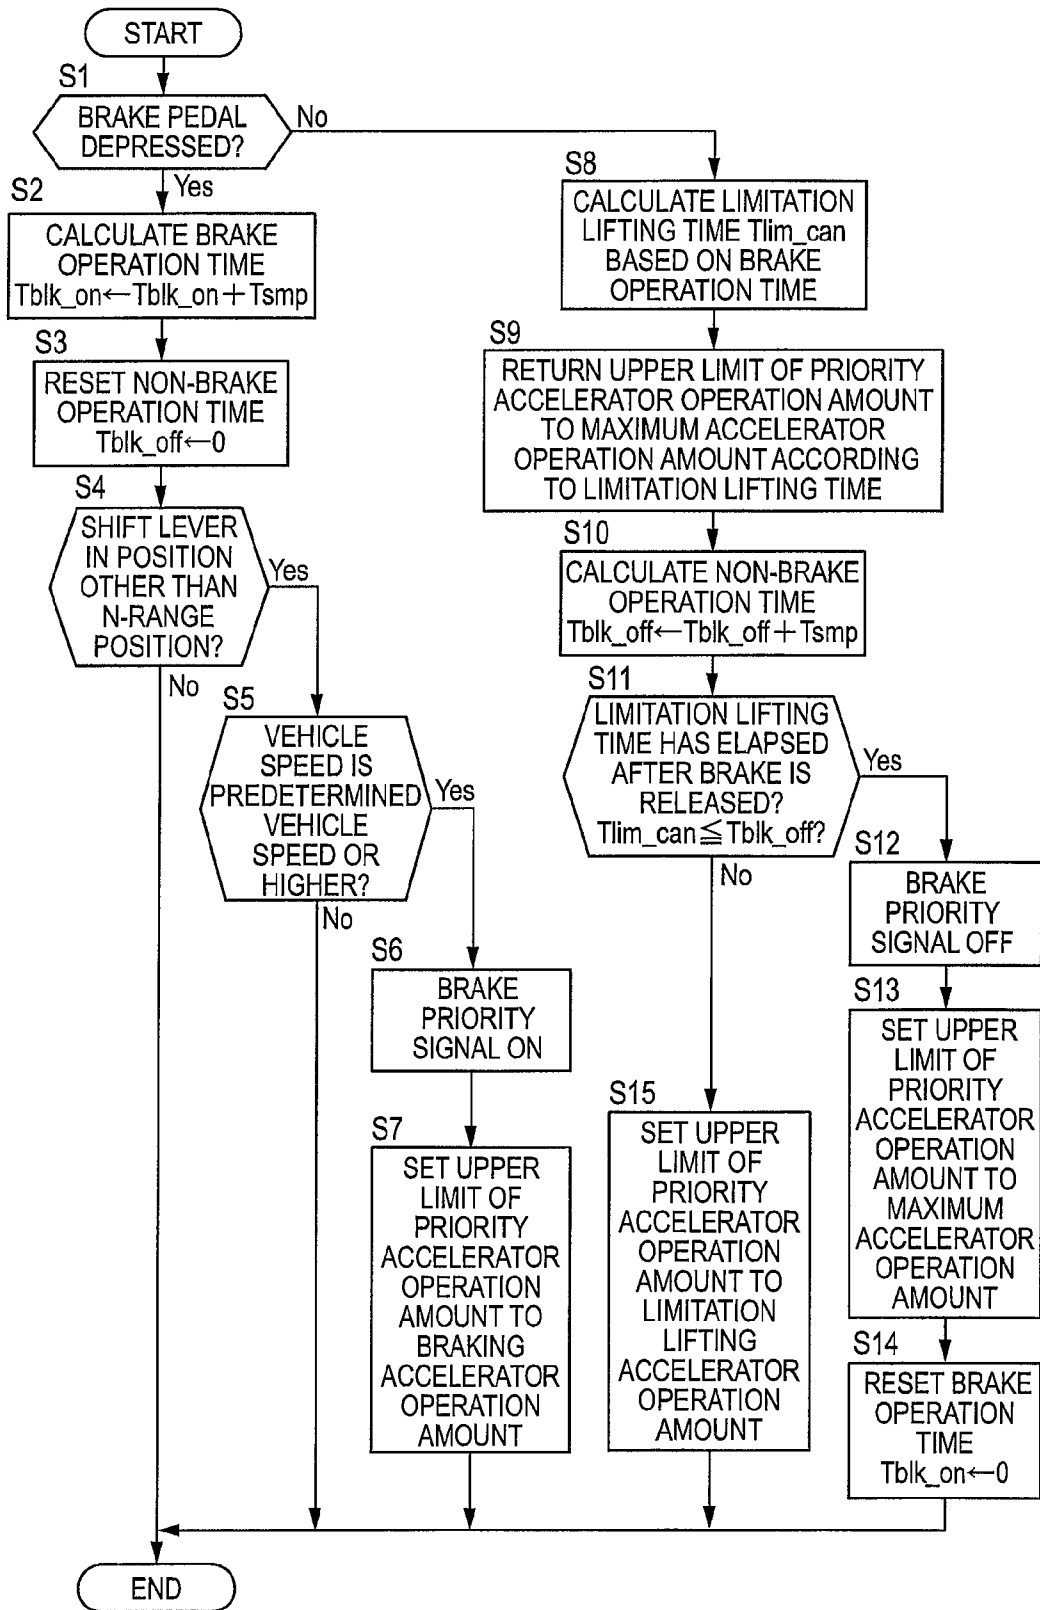 START
S1
BRAKE PEDAL
DEPRESSED?
No
Yes
S2
CALCULATE BRAKE
OPERATION TIME
Tblk_on←Tblk_on+Tsmp
S3
RESET NON-BRAKE
OPERATION TIME
Tblk_off←0
S4
SHIFT LEVER
IN POSITION
OTHER THAN
N-RANGE
POSITION?
Yes
No
S5
VEHICLE
SPEED IS
PREDETERMINED
VEHICLE
SPEED OR
HIGHER?
Yes
No
S6
BRAKE
PRIORITY
SIGNAL ON
S7
SET UPPER
LIMIT OF
PRIORITY
ACCELERATOR
OPERATION
AMOUNT TO
BRAKING
ACCELERATOR
OPERATION
AMOUNT
S8
CALCULATE LIMITATION
LIFTING TIME Tlim_can
BASED ON BRAKE
OPERATION TIME
S9
RETURN UPPER LIMIT OF PRIORITY
ACCELERATOR OPERATION AMOUNT
TO MAXIMUM ACCELERATOR
OPERATION AMOUNT ACCORDING
TO LIMITATION LIFTING TIME
S10
CALCULATE NON-BRAKE
OPERATION TIME
Tblk_off←Tblk_off+Tsmp
S11
LIMITATION LIFTING
TIME HAS ELAPSED
AFTER BRAKE IS
RELEASED?
Tlim_can≦Tblk_off?
Yes
No
S12
BRAKE
PRIORITY
SIGNAL OFF
S13
SET UPPER
LIMIT OF
PRIORITY
ACCELERATOR
OPERATION
AMOUNT TO
MAXIMUM
ACCELERATOR
OPERATION
AMOUNT
S14
RESET BRAKE
OPERATION
TIME
Tblk_on←0
S15
SET UPPER
LIMIT OF
PRIORITY
ACCELERATOR
OPERATION
AMOUNT TO
LIMITATION
LIFTING
ACCELERATOR
OPERATION
AMOUNT
END